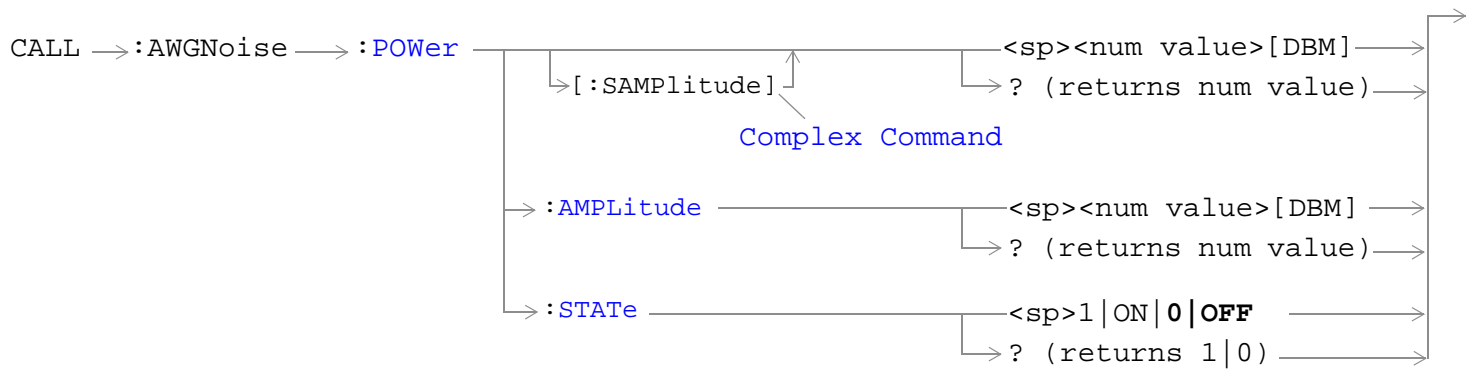 CALL :AWGNoise :POWer <sp><num value>[DBM]
[:SAMPlitude] ? (returns num value)
Complex Command
:AMPLitude <sp><num value>[DBM]
? (returns num value)
:STATe <sp>1|ON|0|OFF
? (returns 1|0)